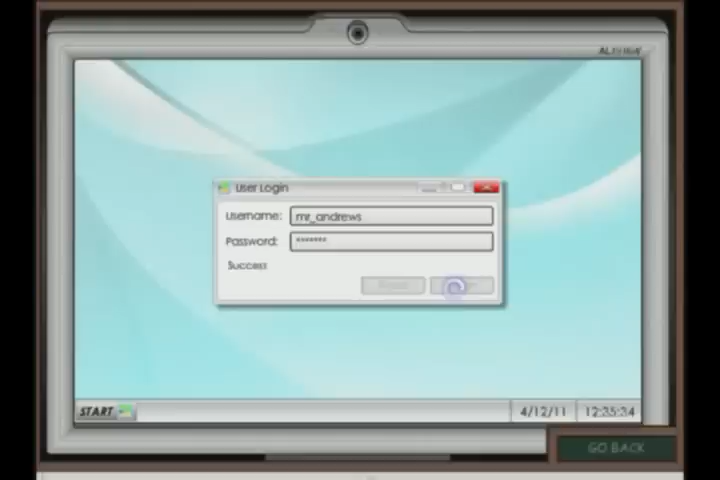 User Login
Username: mr_andrews
Password: *******
Success
START
4/12/11 12:35:34
GO BACK